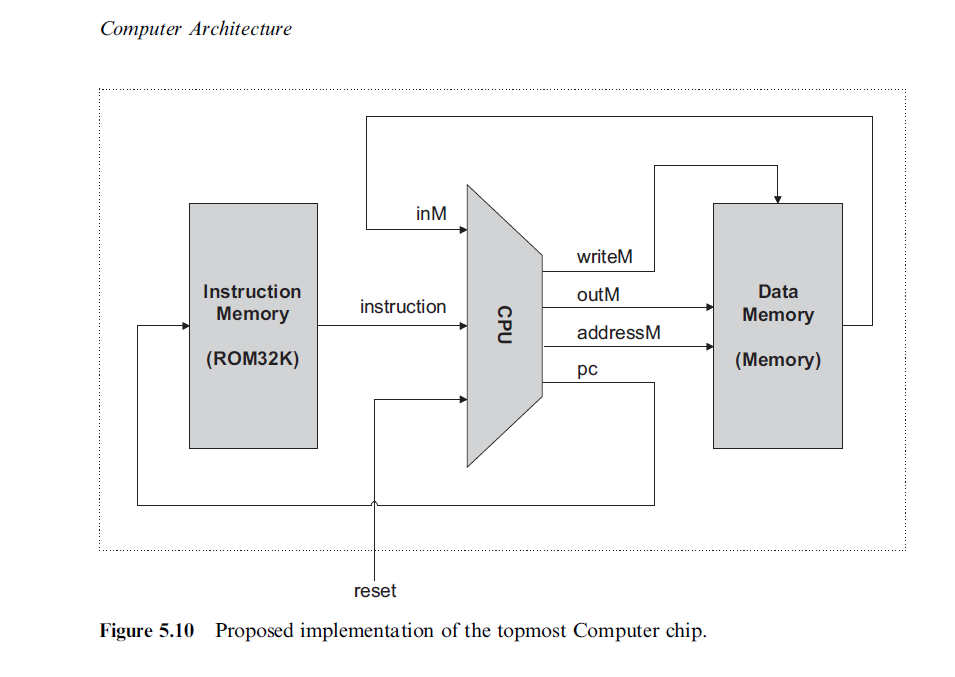 Computer Architecture
inM
writeM
Instruction
Memory
(ROM32K)
instruction
CPU
outM
addressM
pc
Data
Memory
(Memory)
reset
Figure 5.10 Proposed implementation of the topmost Computer chip.